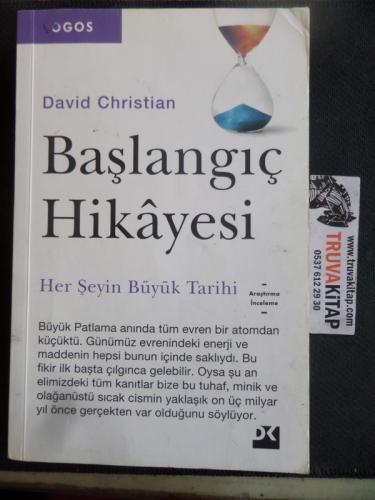 LOGOS
David Christian
Başlangıç
Hikâyesi
Her Şeyin Büyük Tarihi
Araştırma
İnceleme
Büyük Patlama anında tüm evren bir atomdan
küçüktü. Günümüz evrenindeki enerji ve
maddenin hepsi bunun içinde saklıydı. Bu
fikir ilk başta çılgınca gelebilir. Oysa şu an
elimizdeki tüm kanıtlar bize bu tuhaf, minik ve
olağanüstü sıcak cismin yaklaşık on üç milyar
yıl önce gerçekten var olduğunu söylüyor.
DK
www.truvakitap.com
TRUVAKİTAP
0537 612 29 30